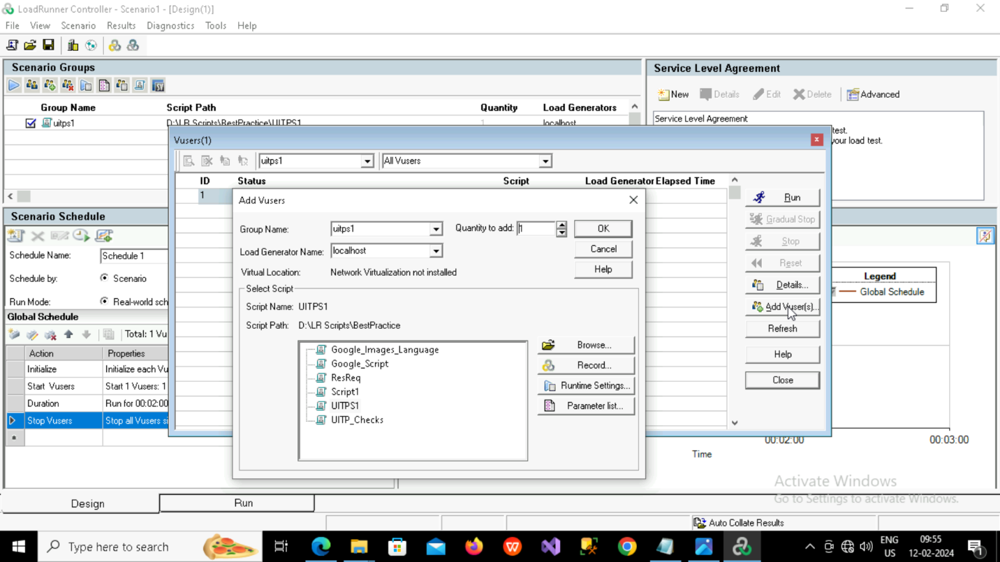 LoadRunner Controller - Scenario1 - [Design(1)]
File View Scenario Results Diagnostics Tools Help
Scenario Groups
Group Name Script Path Quantity Load Generators
uitps1 D:\LR Scripts\BestPractice\UITPS1 1 localhost
Service Level Agreement
New Details Edit Delete Advanced
Service Level Agreement
test.
your load test.
Vusers(1)
uitps1 All Vusers
ID Status Script Load Generator Elapsed Time
1
Run
Gradual Stop
Stop
Reset
Details...
Add Vuser(s)...
Refresh
Help
Close
Add Vusers
Group Name: uitps1 Quantity to add: 1 OK
Load Generator Name: localhost Cancel
Virtual Location: Network Virtualization not installed Help
Select Script
Script Name: UITPS1
Script Path: D:\LR Scripts\BestPractice
Google_Images_Language
Google_Script
ResReq
Script1
UITPS1
UITP_Checks
Browse...
Record...
Runtime Settings...
Parameter list...
Scenario Schedule
Schedule Name: Schedule 1
Schedule by: Scenario
Run Mode: Real-world sch
Global Schedule
Total: 1 Vu
Action Properties
Initialize Initialize each Vu
Start Vusers Start 1 Vusers: 1
Duration Run for 00:02:00
Stop Vusers Stop all Vusers si
*
Legend
Global Schedule
00:02:00 00:03:00
Time
Activate Windows
Go to Settings to activate Windows.
Design Run
Auto Collate Results
Type here to search
ENG
US
09:55
12-02-2024
1